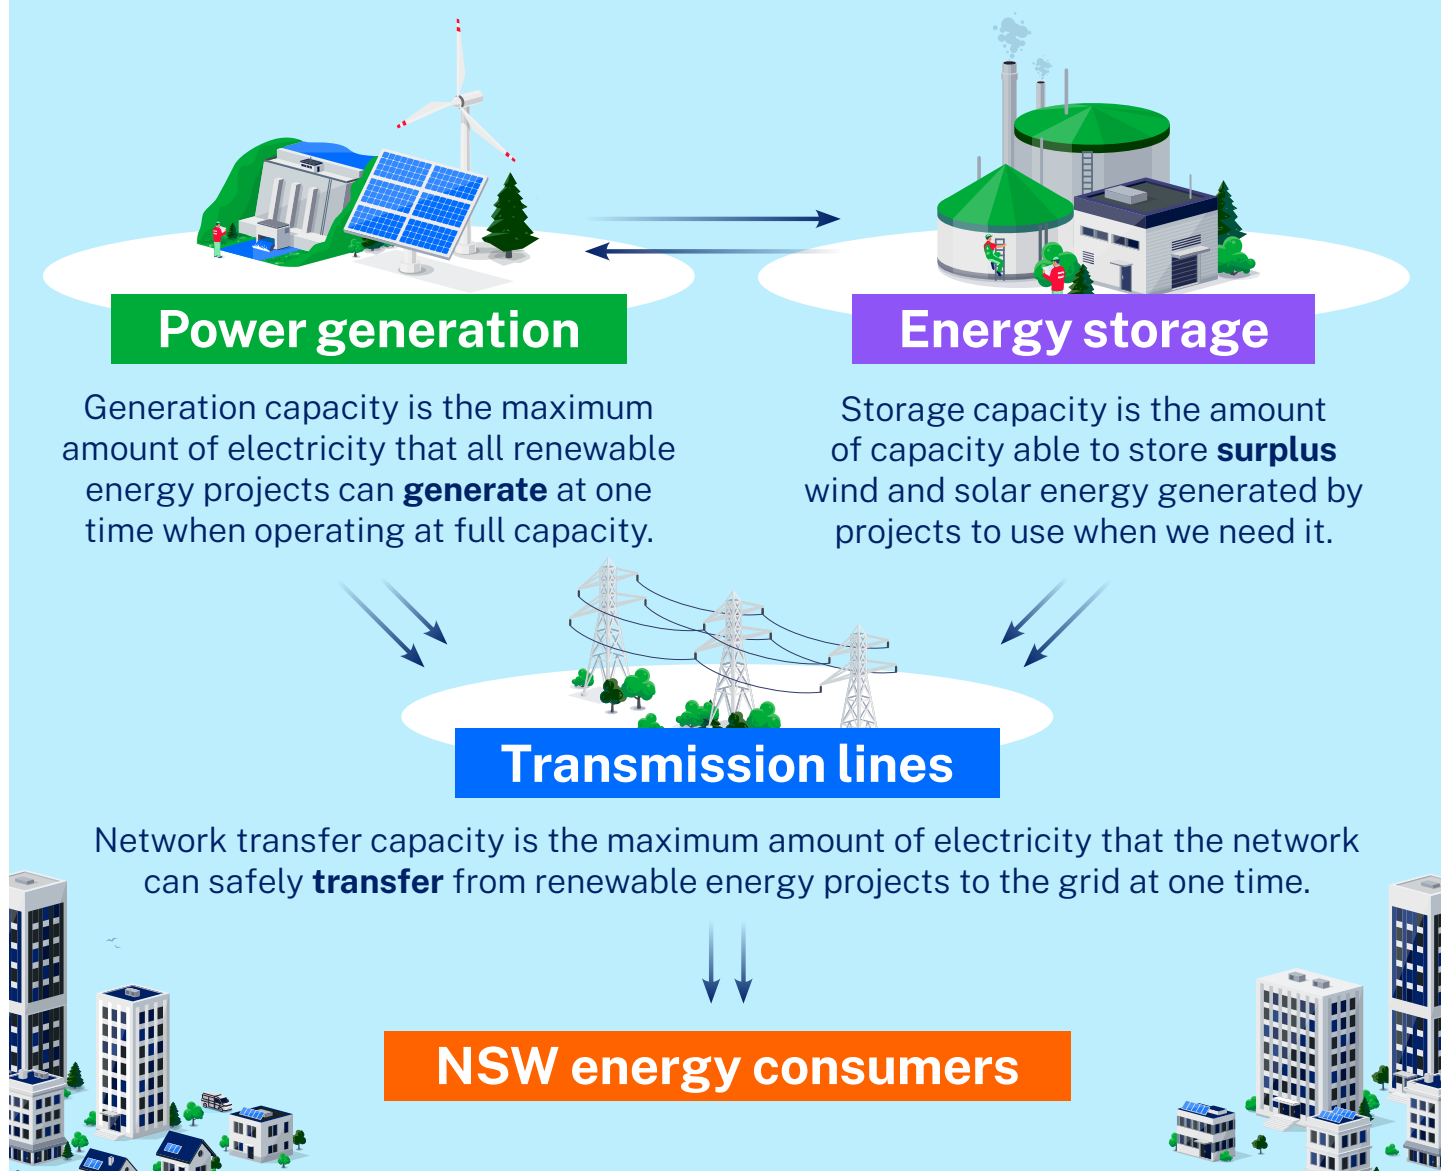 Power generation
Generation capacity is the maximum
amount of electricity that all renewable
energy projects can generate at one
time when operating at full capacity.
Energy storage
Storage capacity is the amount
of capacity able to store surplus
wind and solar energy generated by
projects to use when we need it.
Transmission lines
Network transfer capacity is the maximum amount of electricity that the network
can safely transfer from renewable energy projects to the grid at one time.
NSW energy consumers